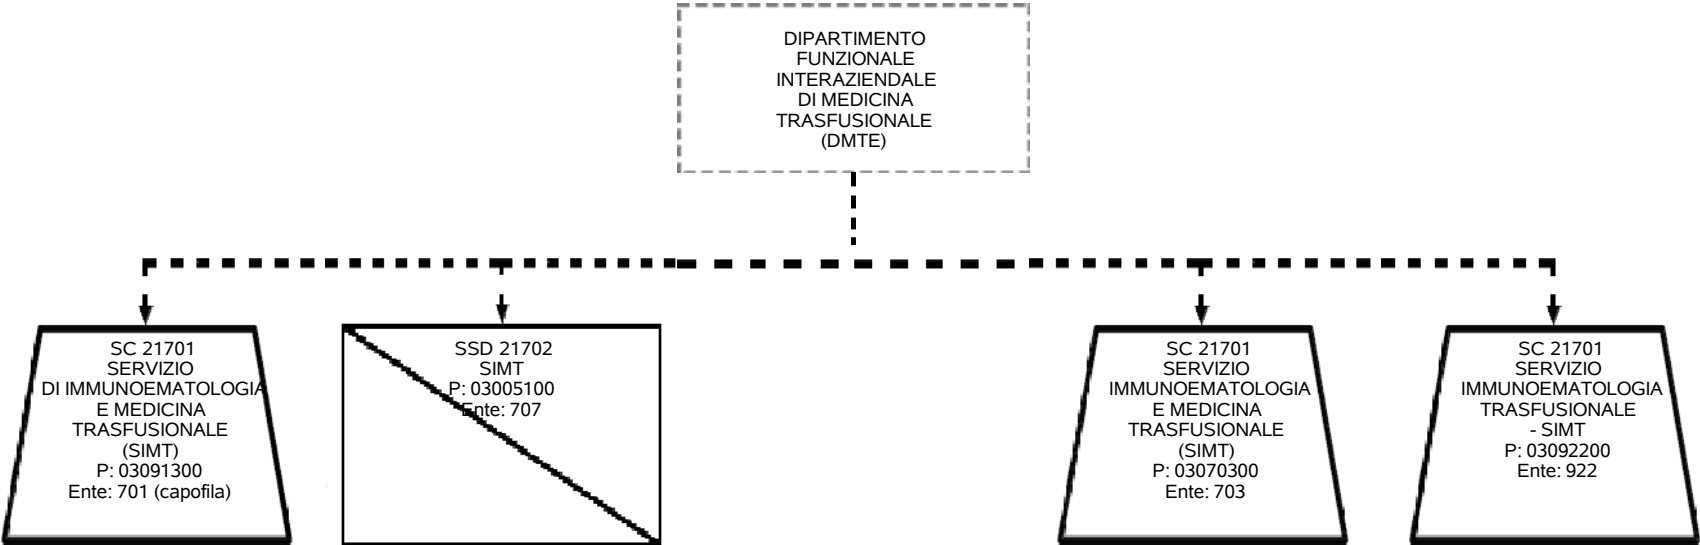 DIPARTIMENTO
FUNZIONALE
INTERAZIENDALE
DI MEDICINA
TRASFUSIONALE
(DMTE)
SC 21701
SERVIZIO
DI IMMUNOEMATOLOGIA
E MEDICINA
TRASFUSIONALE
(SIMT)
P: 03091300
Ente: 701 (capofila)
SSD 21702
SIMT
P: 03005100
Ente: 707
SC 21701
SERVIZIO
IMMUNOEMATOLOGIA
E MEDICINA
TRASFUSIONALE
(SIMT)
P: 03070300
Ente: 703
SC 21701
SERVIZIO
IMMUNOEMATOLOGIA
TRASFUSIONALE
- SIMT
P: 03092200
Ente: 922